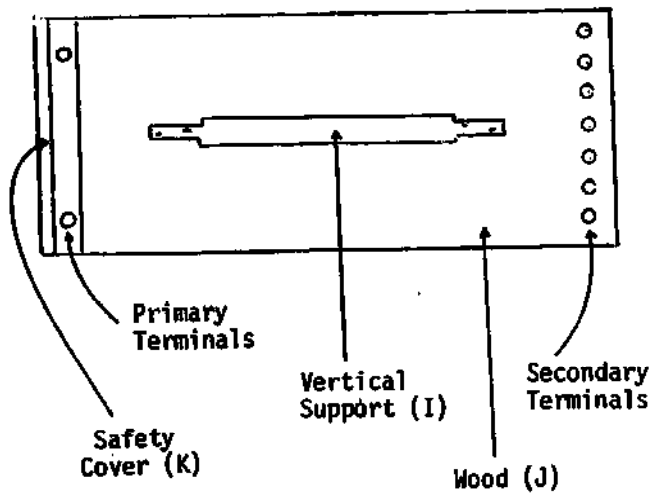 Primary
Terminals
Vertical
Support (I)
Secondary
Terminals
Safety
Cover (K)
Wood (J)